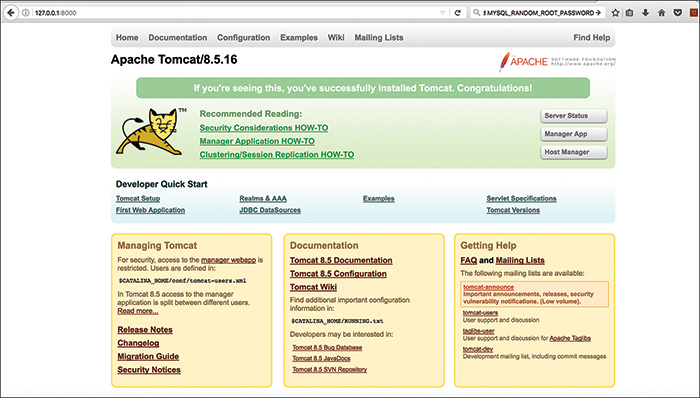 127.0.0.1:8000
$MYSQL_RANDOM_ROOT_PASSWORD
Home Documentation Configuration Examples Wiki Mailing Lists Find Help
Apache Tomcat/8.5.16
APACHE SOFTWARE FOUNDATION
http://www.apache.org/
If you're seeing this, you've successfully installed Tomcat. Congratulations!
TM
Recommended Reading:
Security Considerations HOW-TO
Manager Application HOW-TO
Clustering/Session Replication HOW-TO
Server Status
Manager App
Host Manager
Developer Quick Start
Tomcat Setup
First Web Application
Realms & AAA
JDBC DataSources
Examples
Servlet Specifications
Tomcat Versions
Managing Tomcat
For security, access to the manager webapp
is restricted. Users are defined in:
$CATALINA_HOME/conf/tomcat-users.xml
In Tomcat 8.5 access to the manager
application is split between different users.
Read more...
Release Notes
Changelog
Migration Guide
Security Notices
Documentation
Tomcat 8.5 Documentation
Tomcat 8.5 Configuration
Tomcat Wiki
Find additional important configuration
information in:
$CATALINA_HOME/RUNNING.txt
Developers may be interested in:
Tomcat 8.5 Bug Database
Tomcat 8.5 JavaDocs
Tomcat 8.5 SVN Repository
Getting Help
FAQ and Mailing Lists
The following mailing lists are available:
tomcat-announce
Important announcements, releases, security
vulnerability notifications. (Low volume).
tomcat-users
User support and discussion
taglibs-user
User support and discussion for Apache Taglibs
tomcat-dev
Development mailing list, including commit messages